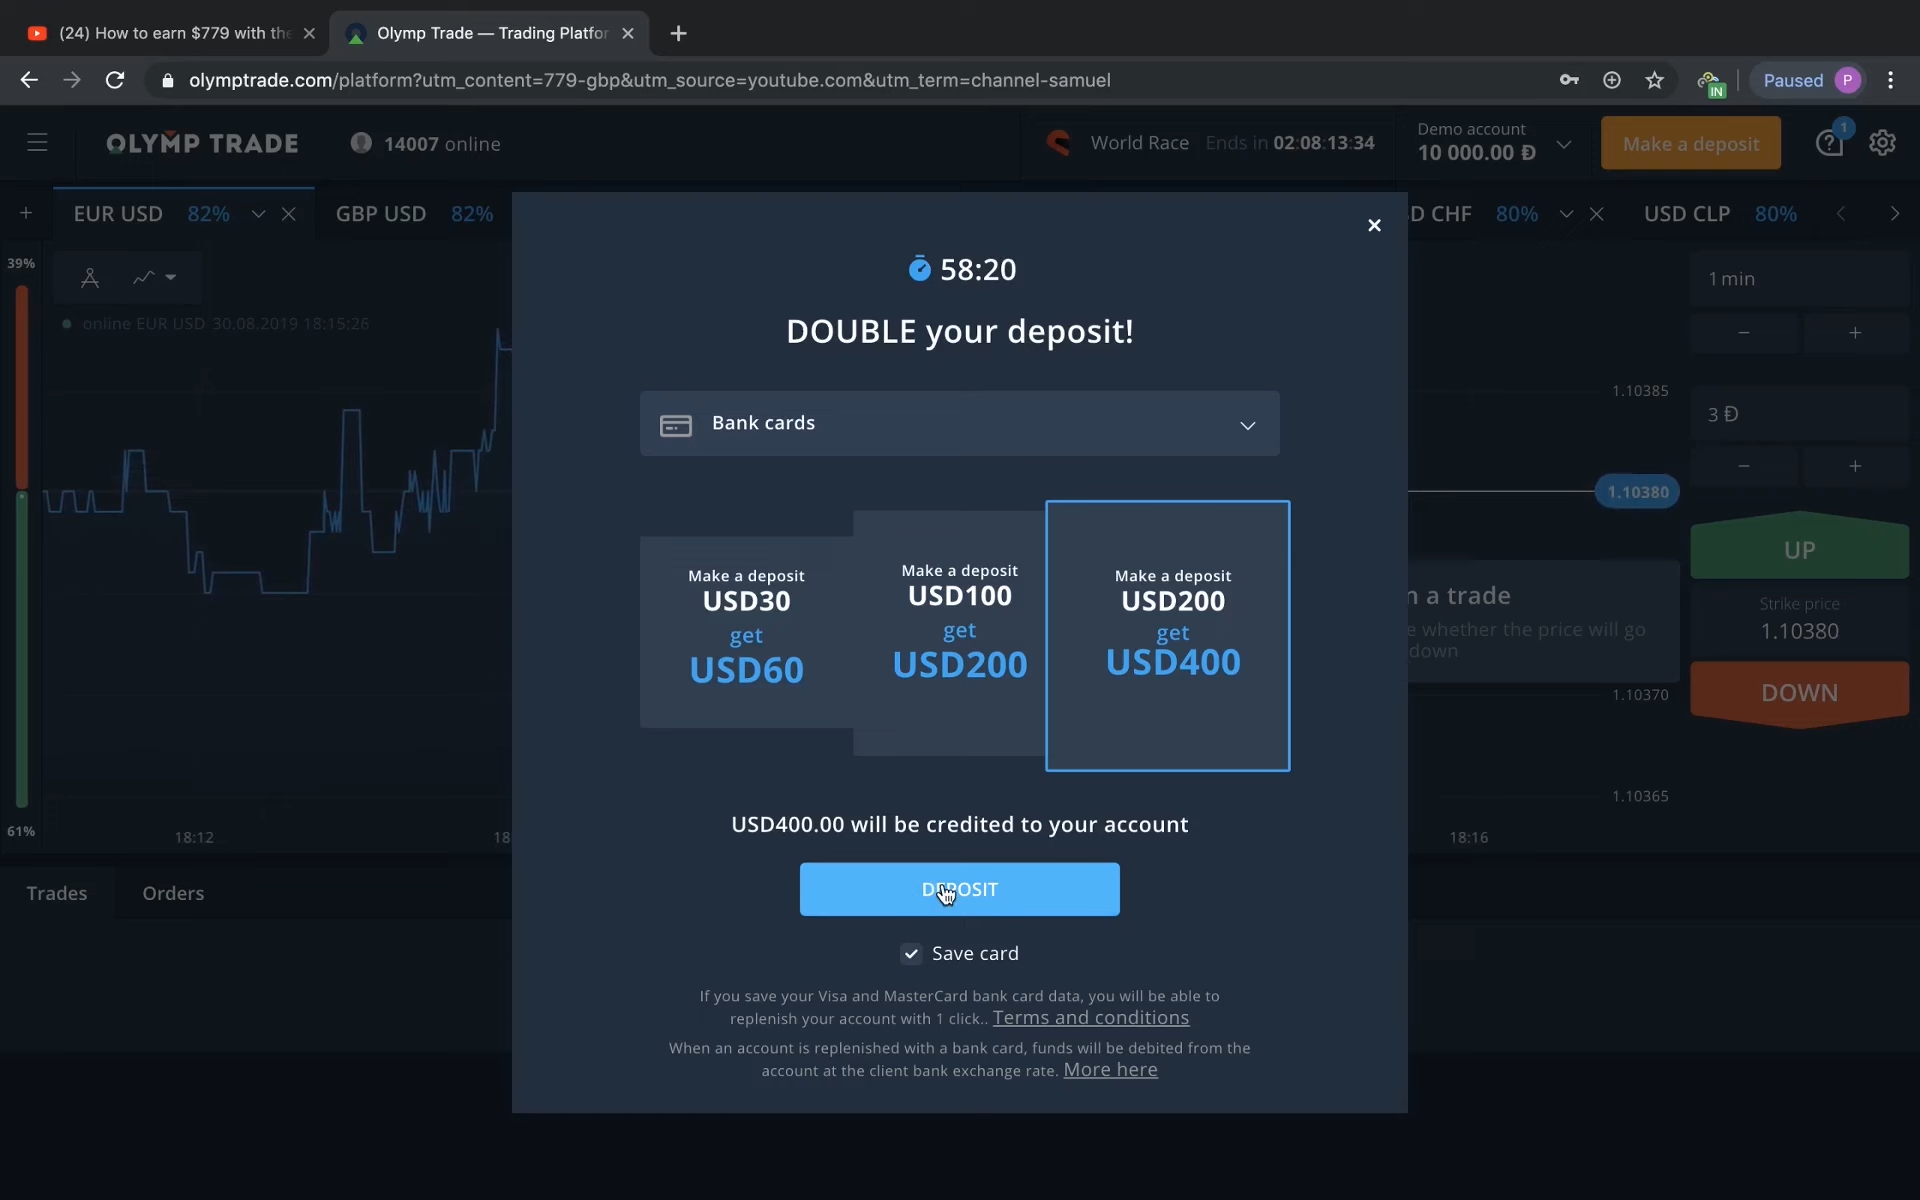 (24) How to earn $779 with the
Olymp Trade — Trading Platfor
olymptrade.com/platform?utm_content=779-gbp&utm_source=youtube.com&utm_term=channel-samuel
IN
Paused
P
OLYMP TRADE
14007 online
World Race
Ends in 02:08:13:34
Demo account
10 000.00 Đ
Make a deposit
1
EUR USD 82%
GBP USD 82%
D CHF 80%
USD CLP 80%
39%
online EUR USD 30.08.2019 18:15:26
61%
18:12
18
58:20
DOUBLE your deposit!
Bank cards
Make a deposit
USD30
get
USD60
Make a deposit
USD100
get
USD200
Make a deposit
USD200
get
USD400
USD400.00 will be credited to your account
DEPOSIT
Save card
If you save your Visa and MasterCard bank card data, you will be able to
replenish your account with 1 click.. Terms and conditions
When an account is replenished with a bank card, funds will be debited from the
account at the client bank exchange rate. More here
1.10385
1.10380
n a trade
e whether the price will go
down
1.10370
1.10365
18:16
1 min
3 Đ
UP
Strike price
1.10380
DOWN
Trades
Orders